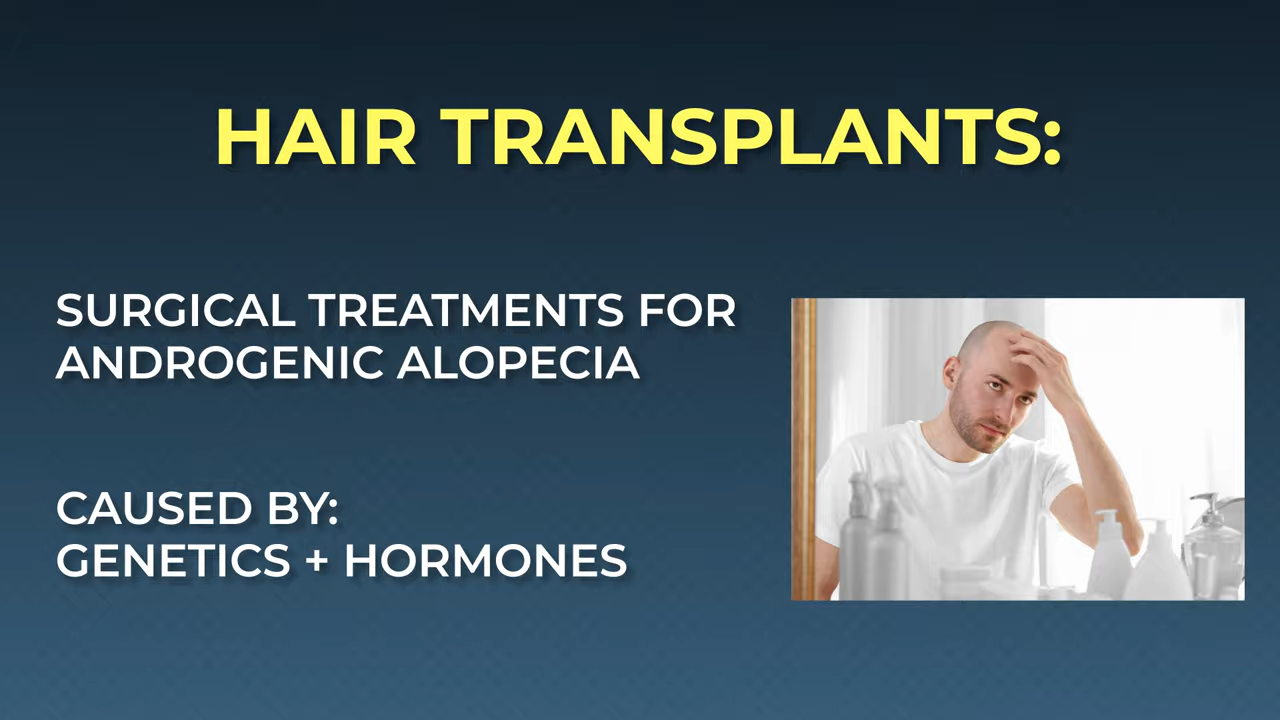 HAIR TRANSPLANTS:
SURGICAL TREATMENTS FOR
ANDROGENIC ALOPECIA
CAUSED BY:
GENETICS + HORMONES